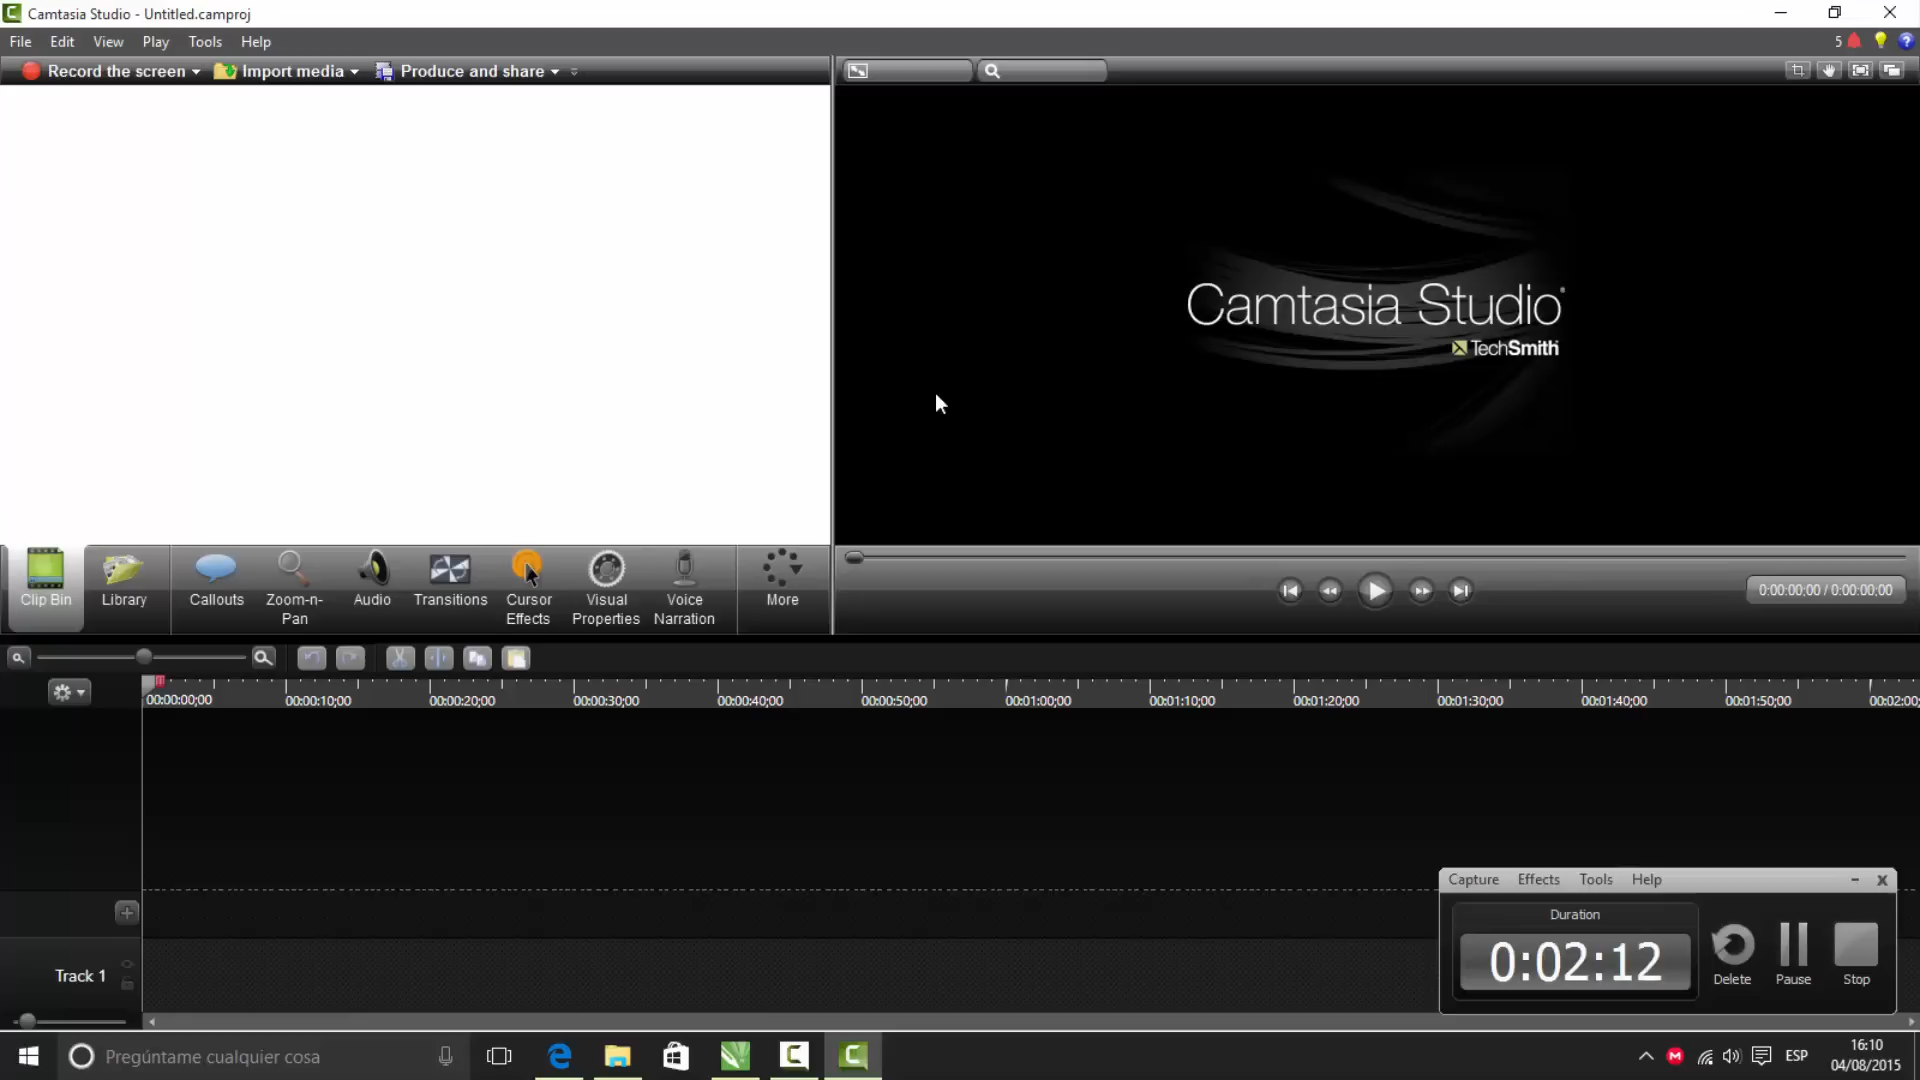 Camtasia Studio - Untitled.camproj
File Edit View Play Tools Help
5
Record the screen Import media Produce and share
Camtasia Studio
TechSmith
Clip Bin Library Callouts Zoom-n-Pan Audio Transitions Cursor Effects Visual Properties Voice Narration More
0:00:00;00 / 0:00:00;00
00:00:00;00 00:00:10;00 00:00:20;00 00:00:30;00 00:00:40;00 00:00:50;00 00:01:00;00 00:01:10;00 00:01:20;00 00:01:30;00 00:01:40;00 00:01:50;00 00:02:00;
Capture Effects Tools Help
Duration
0:02:12
Delete Pause Stop
Track 1
Pregúntame cualquier cosa
ESP
16:10
04/08/2015